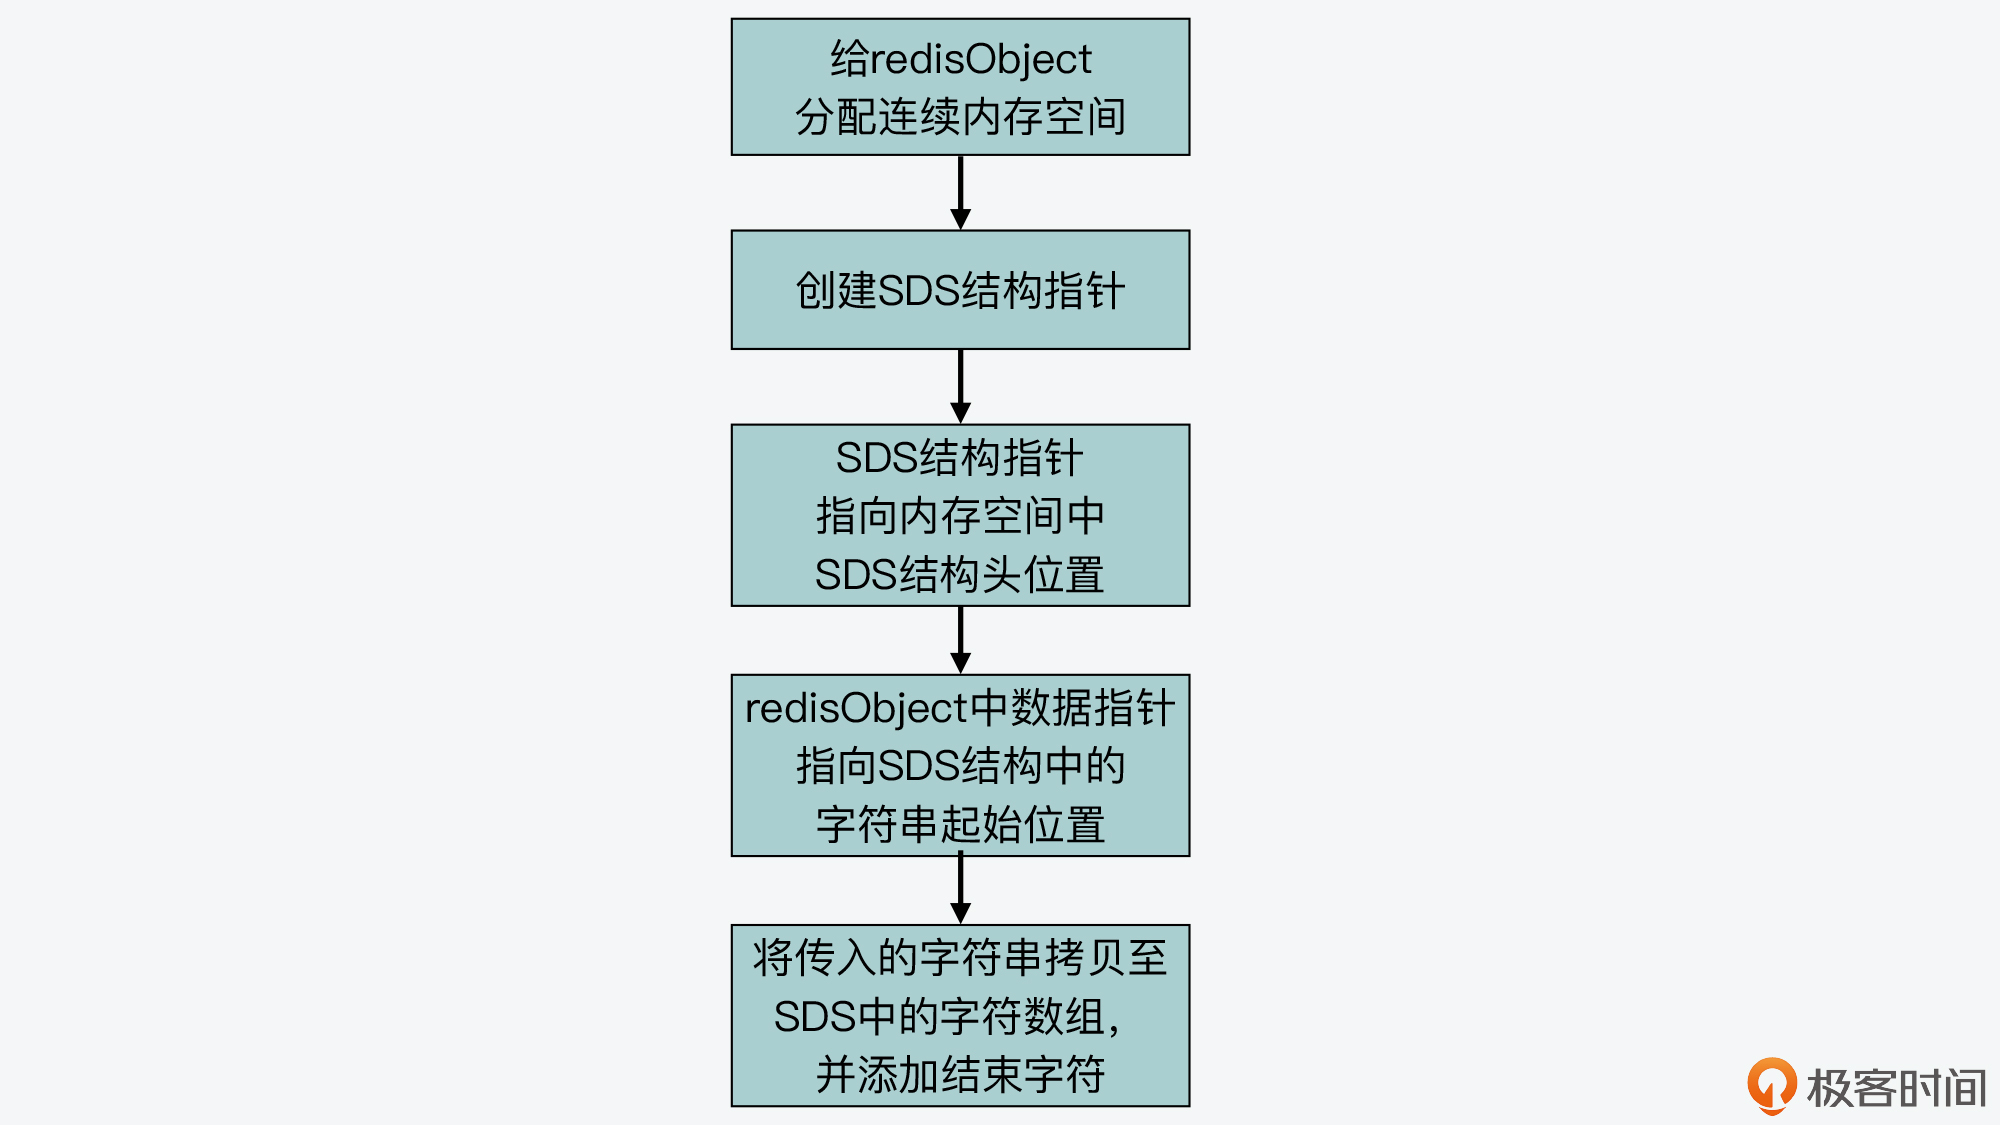 给redisObject
分配连续内存空间
创建SDS结构指针
SDS结构指针
指向内存空间中
SDS结构头位置
redisObject中数据指针
指向SDS结构中的
字符串起始位置
将传入的字符串拷贝至
SDS中的字符数组，
并添加结束字符
极客时间